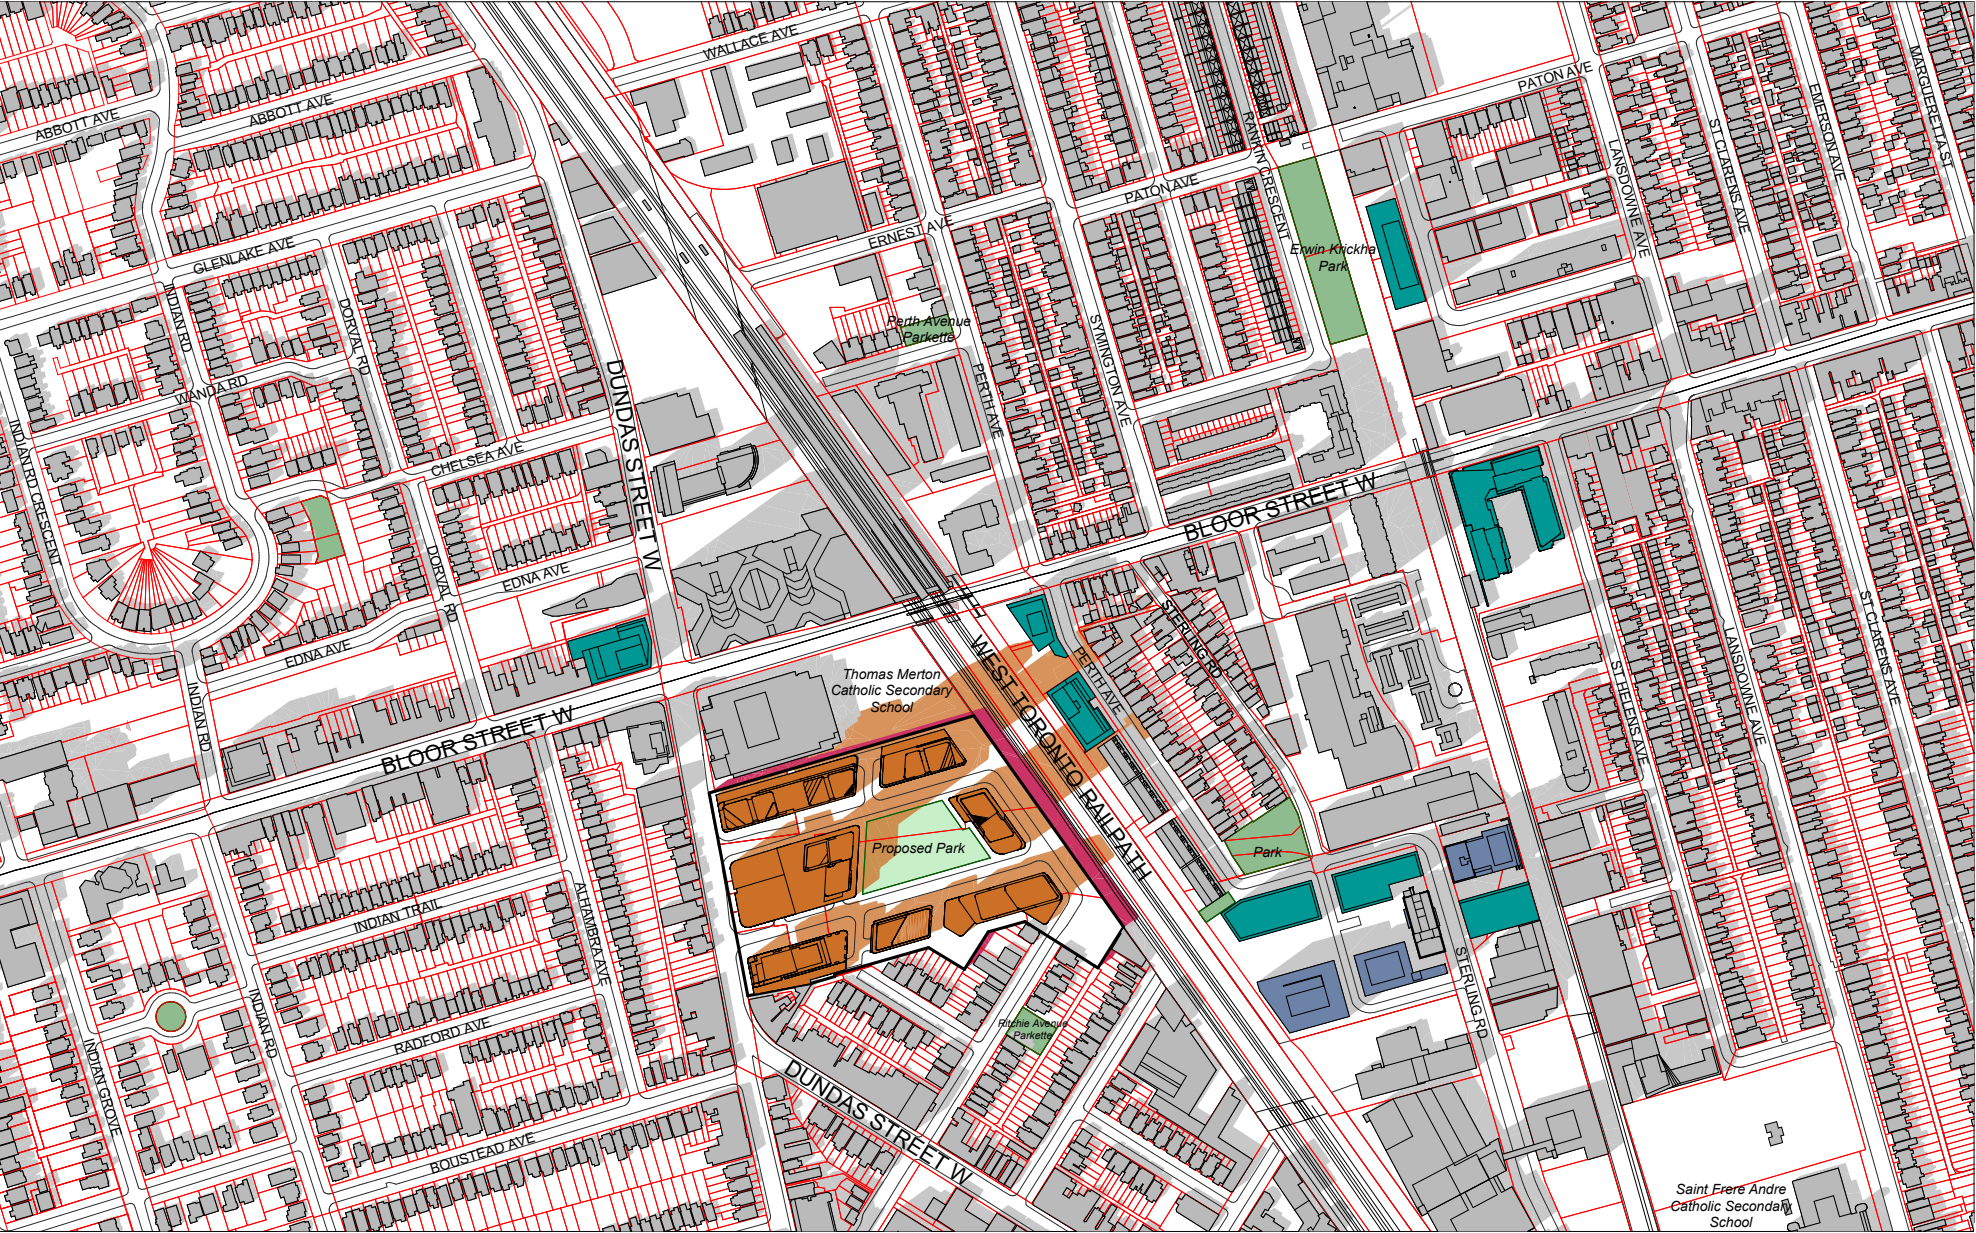 WALLACE AVE
ABBOTT AVE
ABBOTT AVE
PATON AVE
MARGUERETTA ST
EMERSON AVE
ST CLARENS AVE
LANSDOWNE AVE
RANKIN CRESCENT
PATON AVE
ERNEST AVE
GLENLAKE AVE
Erwin Krickha
Park
INDIAN RD
DORVAL RD
Perth Avenue
Parkette
SYMINGTON AVE
PERTH AVE
WANDA RD
DUNDAS STREET W
INDIAN RD CRESCENT
CHELSEA AVE
BLOOR STREET W
DORVAL RD
EDNA AVE
EDNA AVE
STERLING RD
PERTH AVE
ST CLARENS AVE
LANSDOWNE AVE
ST HELENS AVE
INDIAN RD
Thomas Merton
Catholic Secondary
School
WEST TORONTO RAILPATH
BLOOR STREET W
Proposed Park
Park
ALHAMBRA AVE
INDIAN TRAIL
STERLING RD
INDIAN RD
RADFORD AVE
Ritchie Avenue
Parkette
INDIAN GROVE
DUNDAS STREET W
BOUSTEAD AVE
Saint Frere Andre
Catholic Secondary
School